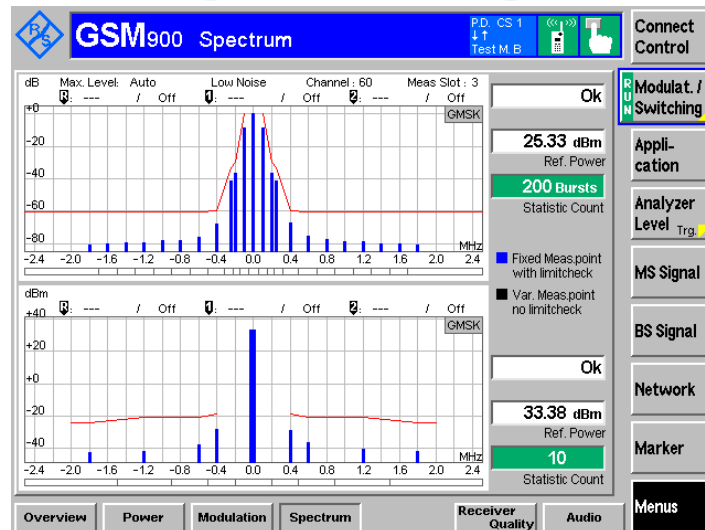 R/S
GSM900 Spectrum
P.D. CS 1
↓↑
Test M. B
Connect Control
dB Max. Level: Auto Low Noise Channel : 60 Meas Slot : 3
R: --- / Off 1: --- / Off 2: --- / Off
GMSK
+0
-20
-40
-60
-80
MHz
-2.4 -2.0 -1.6 -1.2 -0.8 -0.4 0.0 0.4 0.8 1.2 1.6 2.0 2.4
Ok
25.33 dBm
Ref. Power
200 Bursts
Statistic Count
Fixed Meas.point
with limitcheck
Var. Meas.point
no limitcheck
dBm
R: --- / Off 1: --- / Off 2: --- / Off
GMSK
+40
+20
+0
-20
-40
MHz
-2.4 -2.0 -1.6 -1.2 -0.8 -0.4 0.0 0.4 0.8 1.2 1.6 2.0 2.4
Ok
33.38 dBm
Ref. Power
10
Statistic Count
RUN
Modulat. /
Switching
Appli-
cation
Analyzer
Level Trg.
MS Signal
BS Signal
Network
Marker
Menus
Overview
Power
Modulation
Spectrum
Receiver
Quality
Audio